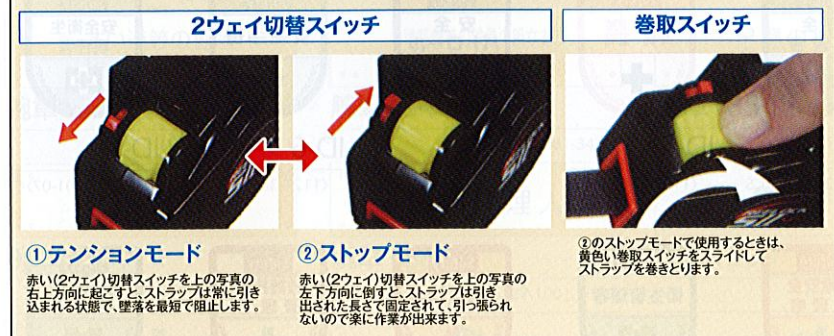 2ウェイ切替スイッチ
巻取スイッチ
①テンションモード
赤い(2ウェイ)切替スイッチを上の写真の
右上方向に起こすと、ストラップは常に引き
込まれる状態で、墜落を最短で阻止します。
②ストップモード
赤い(2ウェイ)切替スイッチを上の写真の
左下方向に倒すと、ストラップは引き
出された長さで固定されて、引っ張られ
ないので楽に作業が出来ます。
②のストップモードで使用するときは、
黄色い巻取スイッチをスライドして
ストラップを巻きとります。